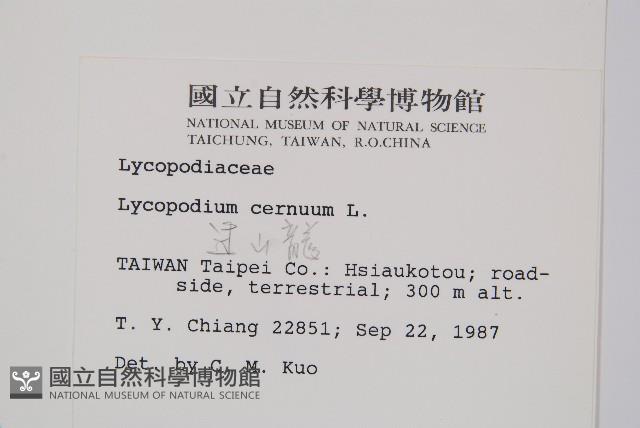 國立自然科學博物館
NATIONAL MUSEUM OF NATURAL SCIENCE
TAICHUNG, TAIWAN, R.O.CHINA
Lycopodiaceae
Lycopodium cernuum L.
過山龍
TAIWAN Taipei Co.: Hsiaukotou; road-
side, terrestrial; 300 m alt.
T. Y. Chiang 22851; Sep 22, 1987
Det. by C. M. Kuo
國立自然科學博物館
NATIONAL MUSEUM OF NATURAL SCIENCE